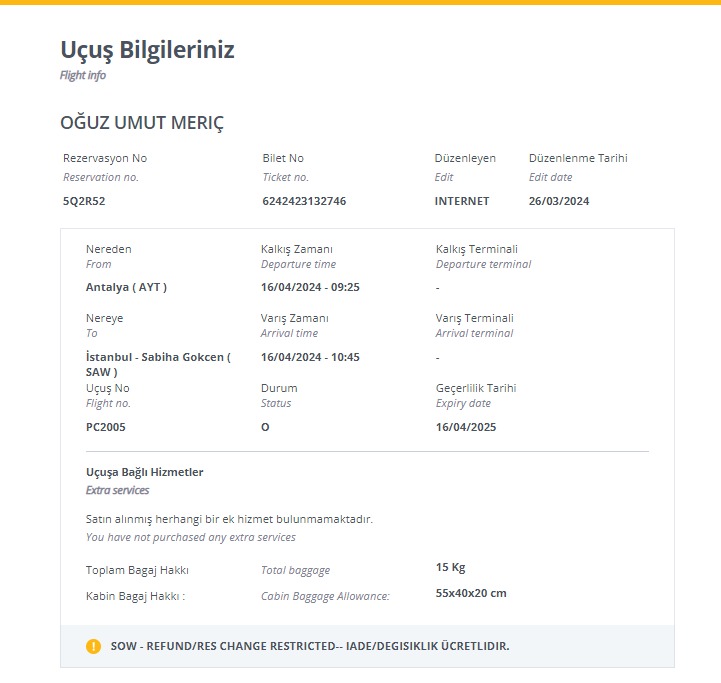 Uçuş Bilgileriniz
Flight info
OĞUZ UMUT MERIÇ
Rezervasyon No Bilet No Düzenleyen Düzenlenme Tarihi
Reservation no. Ticket no. Edit Edit date
5Q2R52 6242423132746 INTERNET 26/03/2024
Nereden Kalkış Zamanı Kalkış Terminali
From Departure time Departure terminal
Antalya ( AYT ) 16/04/2024 - 09:25 -
Nereye Varış Zamanı Varış Terminali
To Arrival time Arrival terminal
İstanbul - Sabiha Gokcen ( 16/04/2024 - 10:45 -
SAW )
Uçuş No Durum Geçerlilik Tarihi
Flight no. Status Expiry date
PC2005 O 16/04/2025
Uçuşa Bağlı Hizmetler
Extra services
Satın alınmış herhangi bir ek hizmet bulunmamaktadır.
You have not purchased any extra services
Toplam Bagaj Hakkı Total baggage 15 Kg
Kabin Bagaj Hakkı : Cabin Baggage Allowance: 55x40x20 cm
! SOW - REFUND/RES CHANGE RESTRICTED-- IADE/DEGISIKLIK ÜCRETLIDIR.